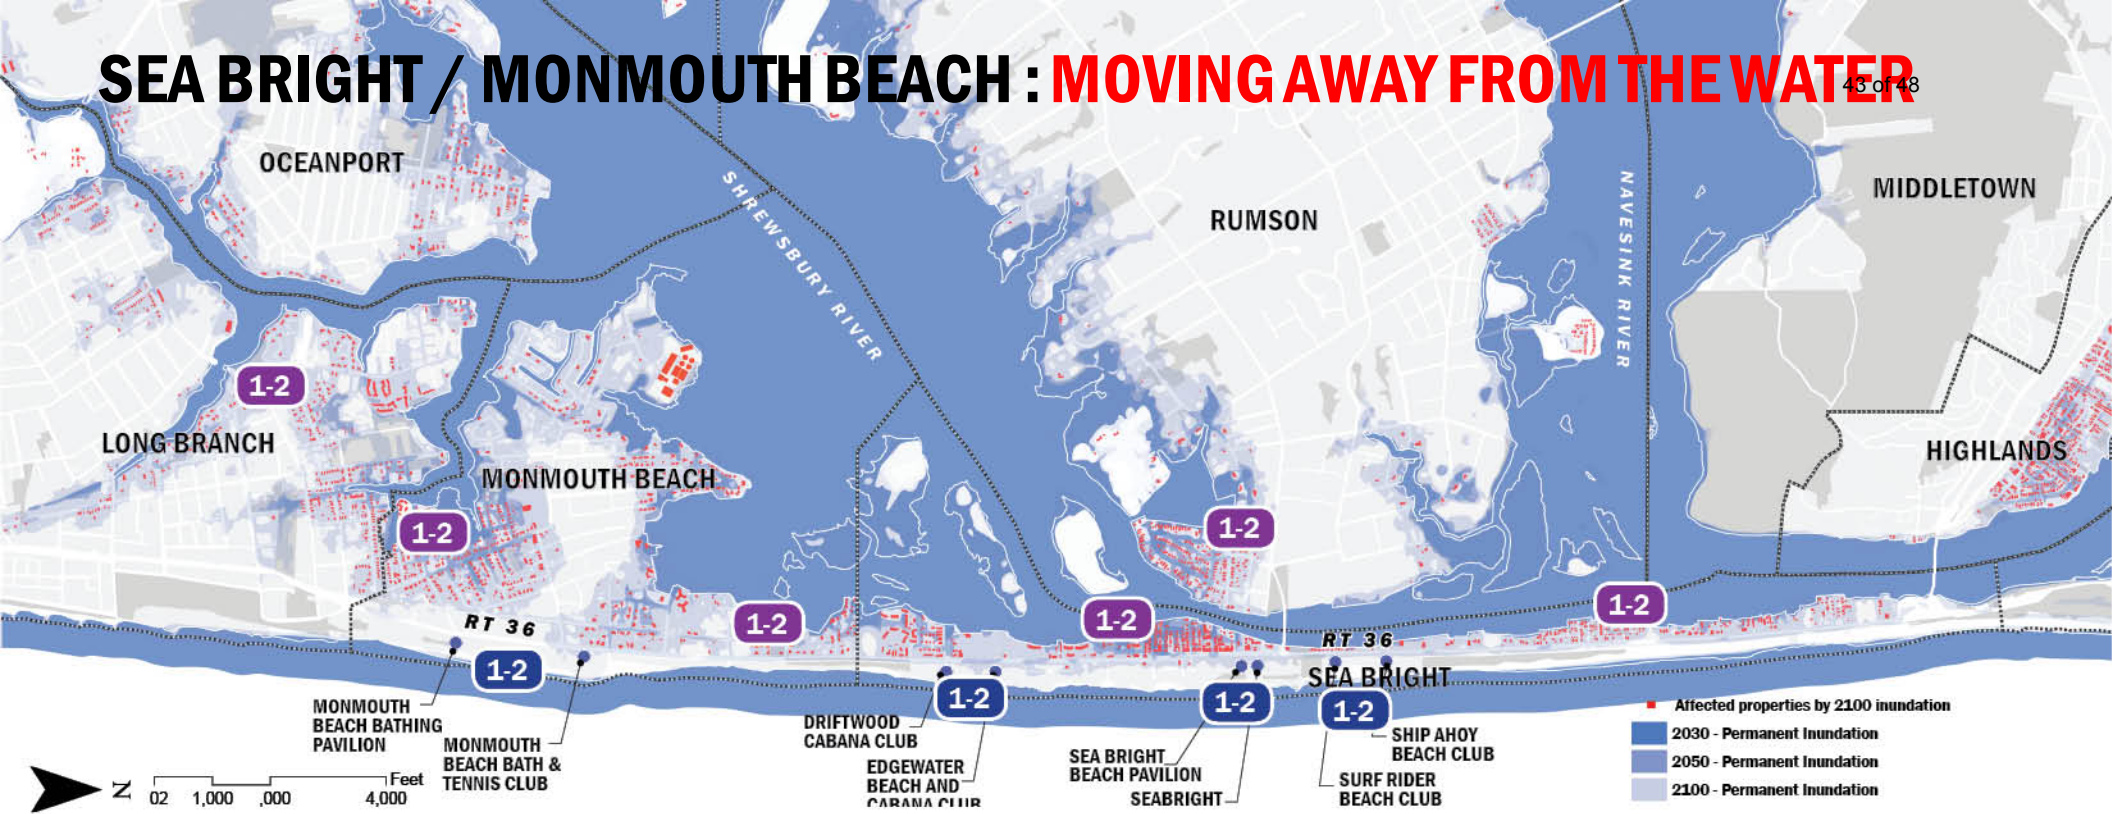 SEA BRIGHT / MONMOUTH BEACH : MOVING AWAY FROM THE WATER
43 of 48
OCEANPORT
SHREWSBURY RIVER
RUMSON
NAVESINK RIVER
MIDDLETOWN
1-2
LONG BRANCH
MONMOUTH BEACH
HIGHLANDS
1-2
1-2
1-2
1-2
1-2
RT 36
RT 36
1-2
SEA BRIGHT
1-2
1-2
1-2
MONMOUTH
BEACH BATHING
PAVILION
MONMOUTH
BEACH BATH &
TENNIS CLUB
DRIFTWOOD
CABANA CLUB
EDGEWATER
BEACH AND
CABANA CLUB
SEA BRIGHT
BEACH PAVILION
SEABRIGHT
SHIP AHOY
BEACH CLUB
SURF RIDER
BEACH CLUB
Affected properties by 2100 inundation
2030 - Permanent Inundation
2050 - Permanent Inundation
2100 - Permanent Inundation
N
Feet
02 1,000 ,000 4,000